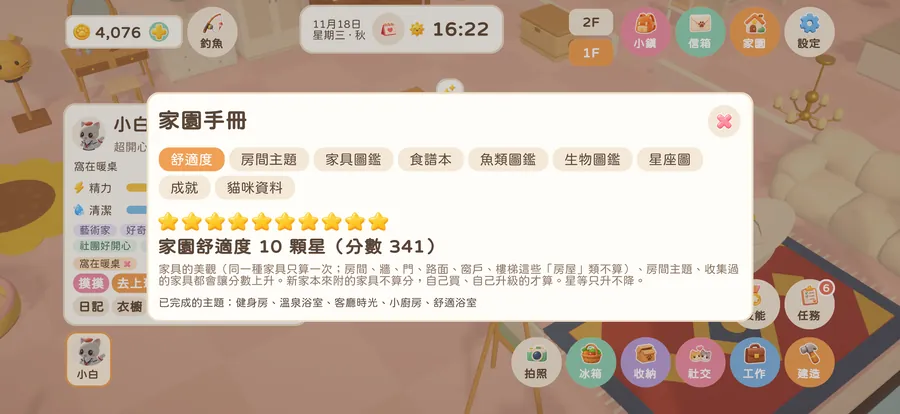 4,076
釣魚
11月18日
星期三·秋
16:22
2F
1F
小鎮
信箱
家園
設定
小白
超開心
窩在暖桌
精力
清潔
藝術家 好奇
社團好開心
窩在暖桌
摸摸 去上
日記 衣櫥
小白
家園手冊
舒適度 房間主題 家具圖鑑 食譜本 魚類圖鑑 生物圖鑑 星座圖
成就 貓咪資料
家園舒適度 10 顆星（分數 341）
家具的美觀（同一種家具只算一次；房間、牆、門、路面、窗戶、樓梯這些「房屋」類不算）、房間主題、收集過
的家具都會讓分數上升。新家本來附的家具不算分，自己買、自己升級的才算。星等只升不降。
已完成的主題：健身房、溫泉浴室、客廳時光、小廚房、舒適浴室
能
任務
6
拍照
冰箱
收納
社交
工作
建造